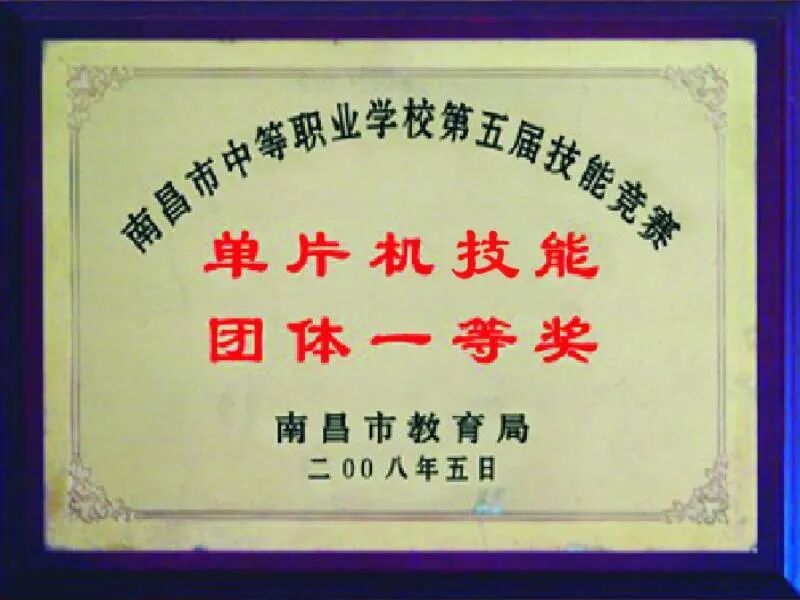 南昌市中等职业学校第五届技能竞赛
单片机技能
团体一等奖
南昌市教育局
二00八年五日